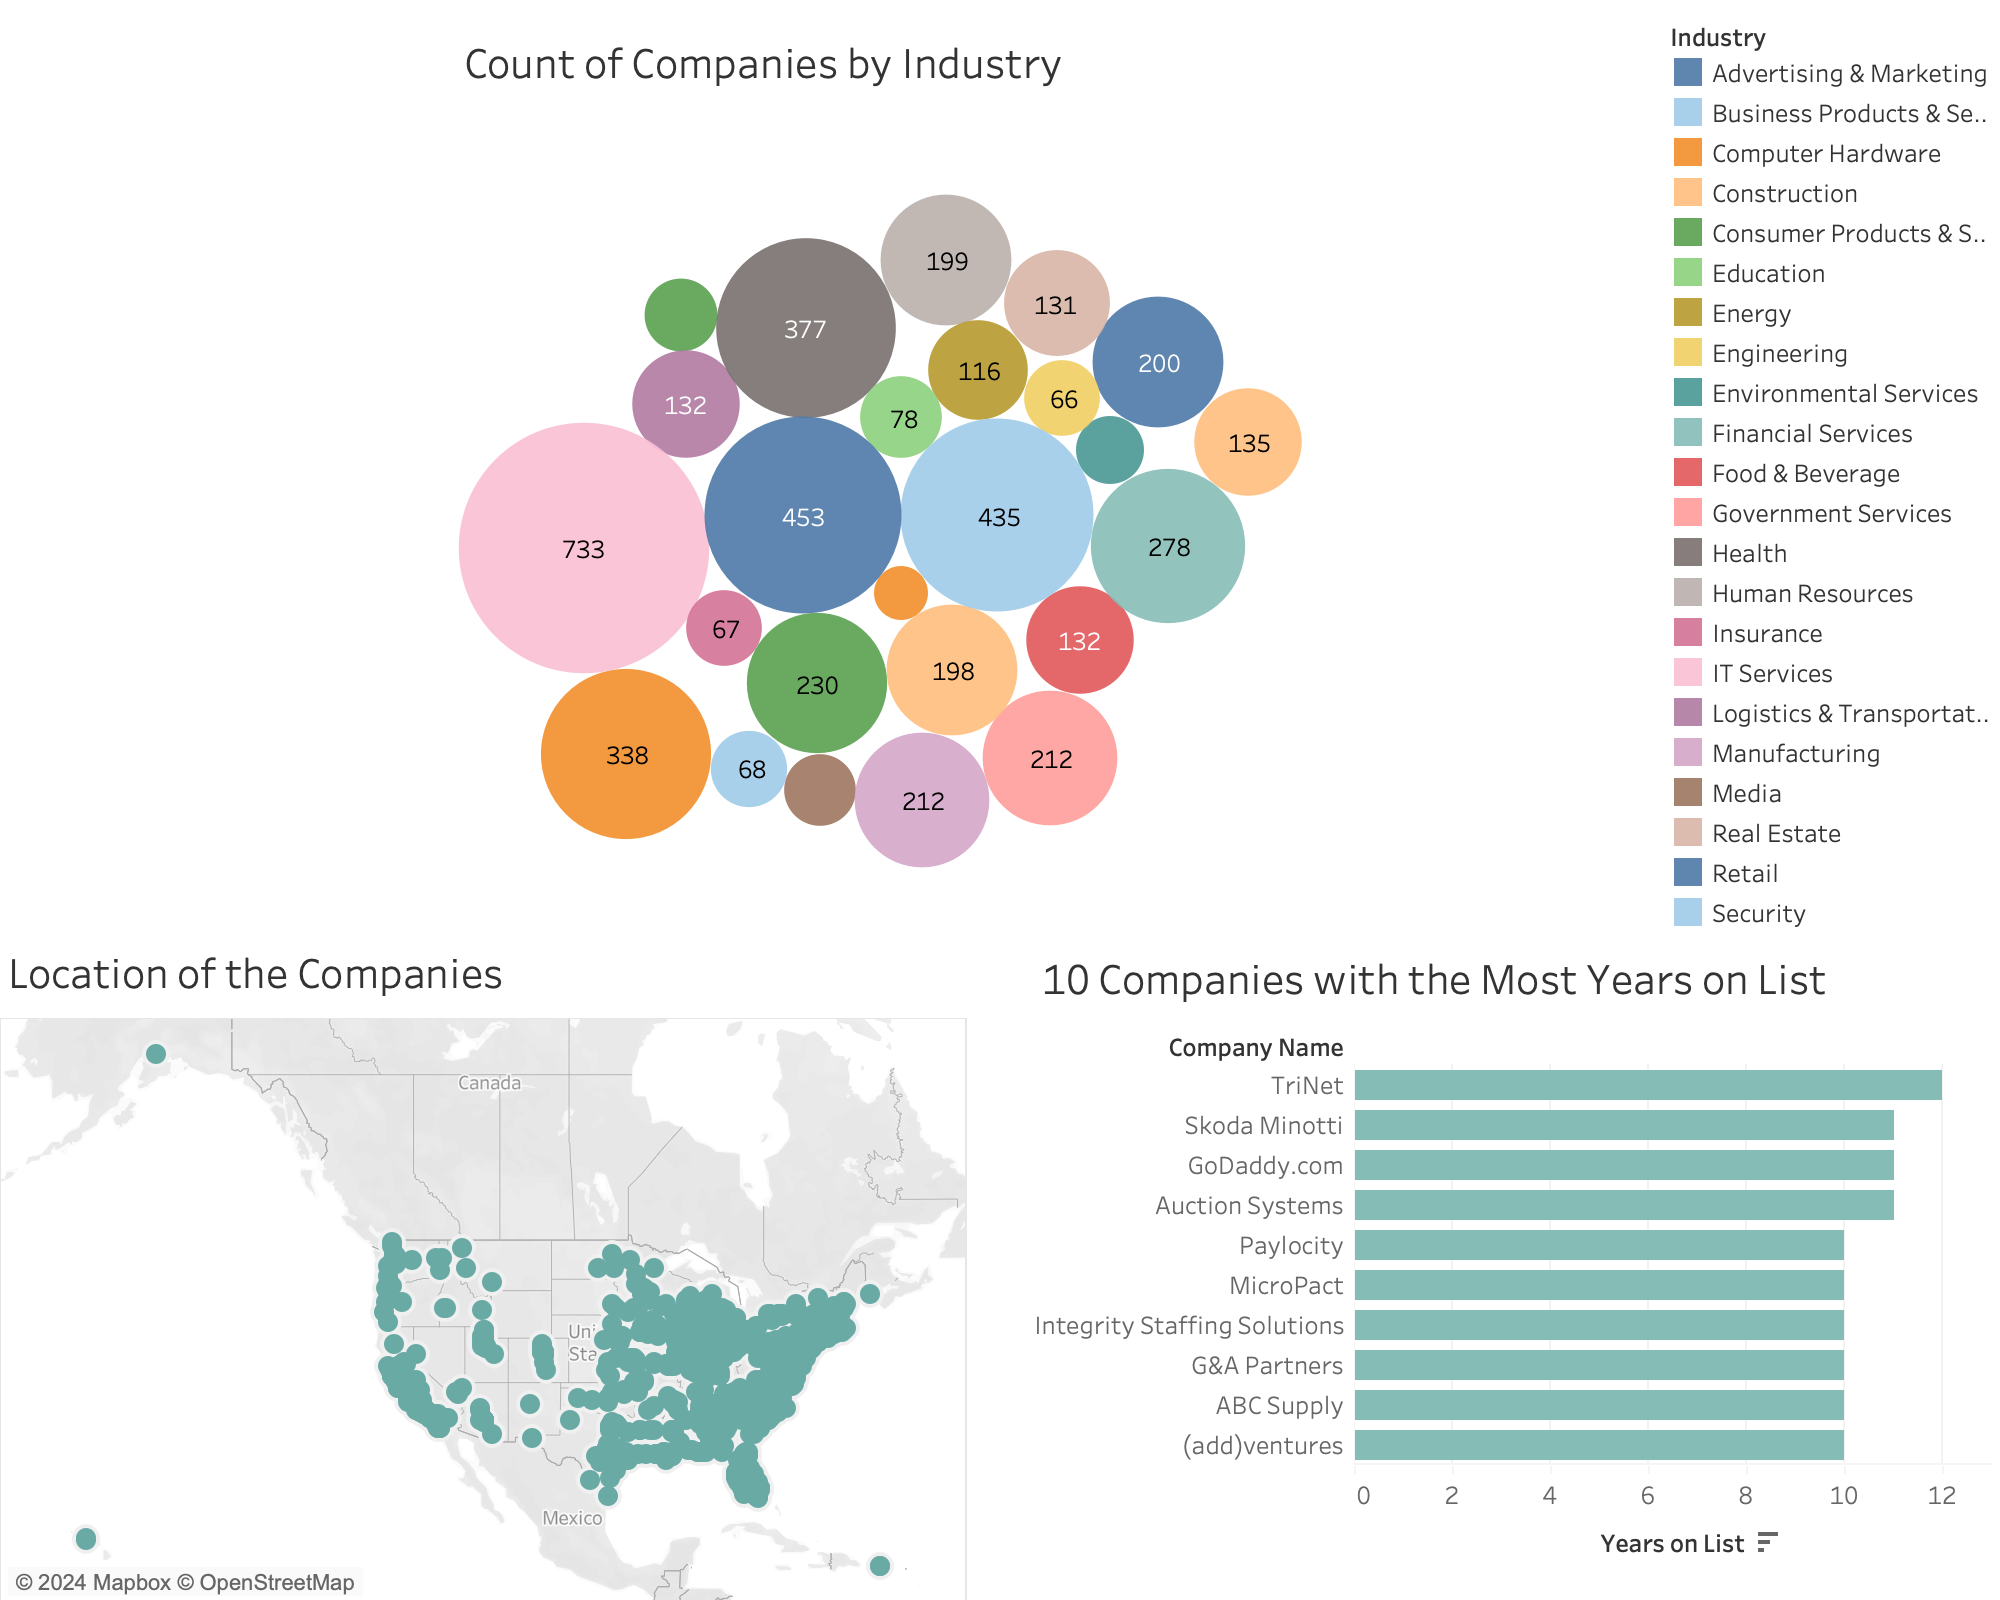 Count of Companies by Industry
199
131
377
200
116
132
66
78
135
453
435
278
733
67
132
198
230
338
68
212
212
Industry
Advertising & Marketing
Business Products & Se..
Computer Hardware
Construction
Consumer Products & S..
Education
Energy
Engineering
Environmental Services
Financial Services
Food & Beverage
Government Services
Health
Human Resources
Insurance
IT Services
Logistics & Transportat..
Manufacturing
Media
Real Estate
Retail
Security
Location of the Companies
Canada
Uni
Sta
Mexico
© 2024 Mapbox © OpenStreetMap
10 Companies with the Most Years on List
Company Name
TriNet
Skoda Minotti
GoDaddy.com
Auction Systems
Paylocity
MicroPact
Integrity Staffing Solutions
G&A Partners
ABC Supply
(add)ventures
0 2 4 6 8 10 12
Years on List